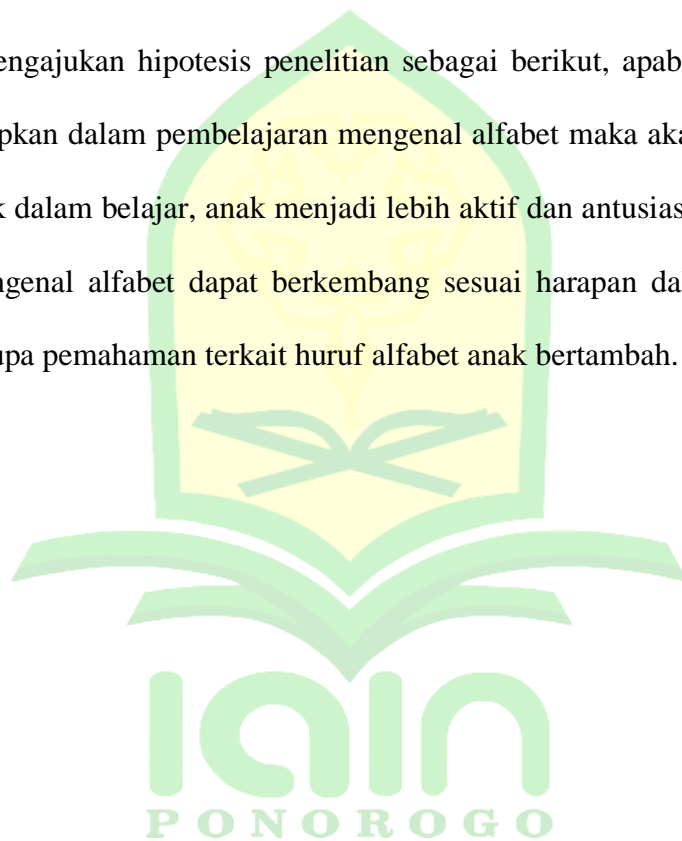 engajukan hipotesis penelitian sebagai berikut, apab
pkan dalam pembelajaran mengenal alfabet maka aka
k dalam belajar, anak menjadi lebih aktif dan antusias
ngenal alfabet dapat berkembang sesuai harapan da
upa pemahaman terkait huruf alfabet anak bertambah.
iain
PONOROGO